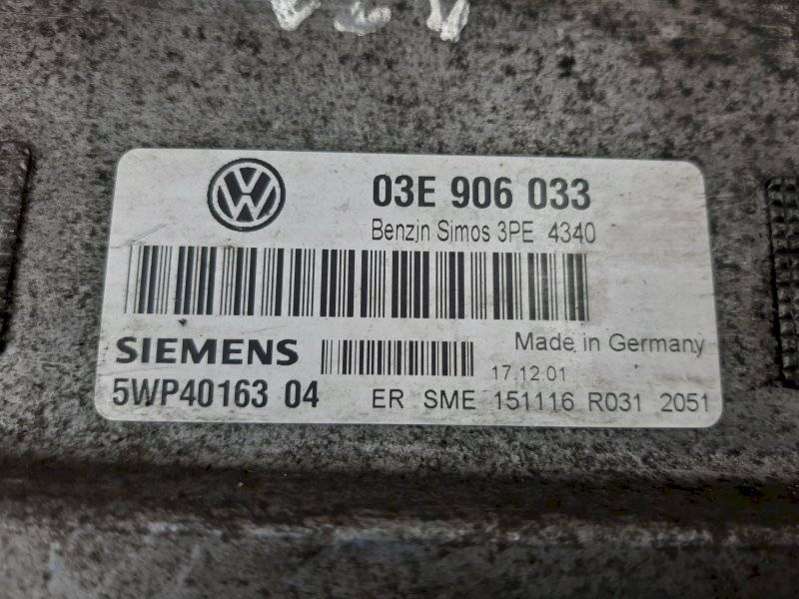 03E 906 033
Benzin Simos 3PE 4340
Made in Germany
SIEMENS
17.12.01
5WP40163 04
ER SME 151116 R031 2051